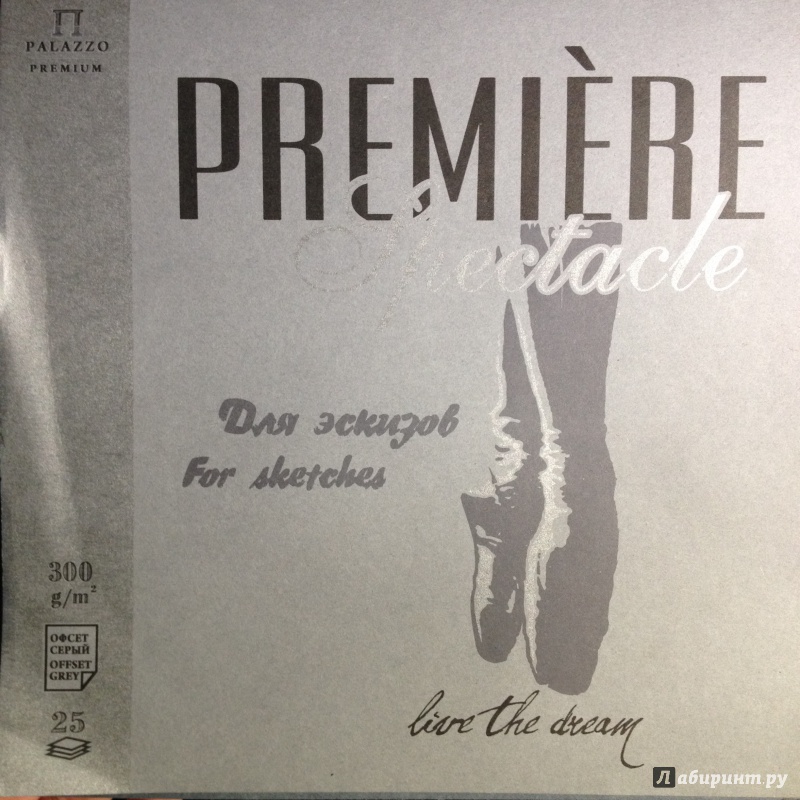 PALAZZO
PREMIUM
PREMIÈRE
Spectacle
Для эскизов
For sketches
300
g/m²
ОФСЕТ
СЕРЫЙ
OFFSET
GREY
25
live the dream
Лабиринт.ру